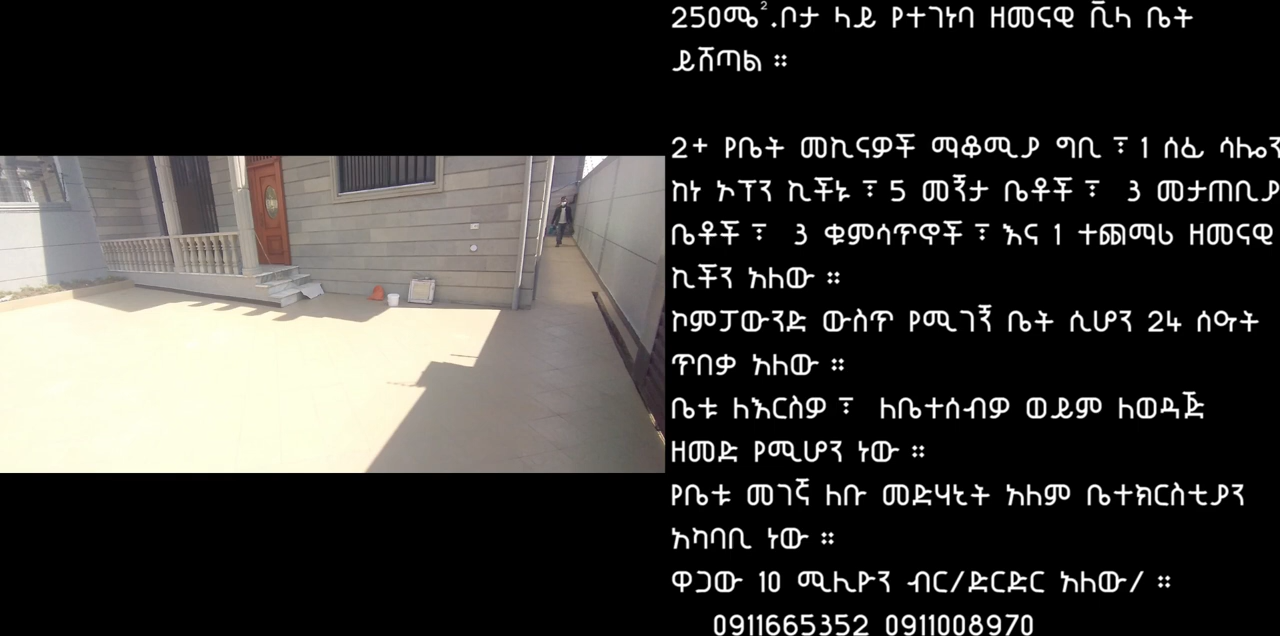 250ሜ².ቦታ ላይ የተገነባ ዘመናዊ ቪላ ቤት
ይሸጣል ።
2+ የቤት መኪናዎች ማቆሚያ ግቢ ፣ 1 ሰፊ ሳሎን
ከነ ኦፐን ኪችኑ ፣ 5 መኝታ ቤቶች ፣ 3 መታጠቢያ
ቤቶች ፣ 3 ቁምሳጥኖች ፣ እና 1 ተጨማሪ ዘመናዊ
ኪችን አለው ።
ኮምፓውንድ ውስጥ የሚገኝ ቤት ሲሆን 24 ሰዓት
ጥበቃ አለው ።
ቤቱ ለእርስዎ ፣ ለቤተሰብዎ ወይም ለወዳጅ
ዘመድ የሚሆን ነው ።
የቤቱ መገኛ ለቡ መድሃኒት አለም ቤተክርስቲያን
አካባቢ ነው ።
ዋጋው 10 ሚሊዮን ብር/ድርድር አለው/ ።
0911665352 0911008970